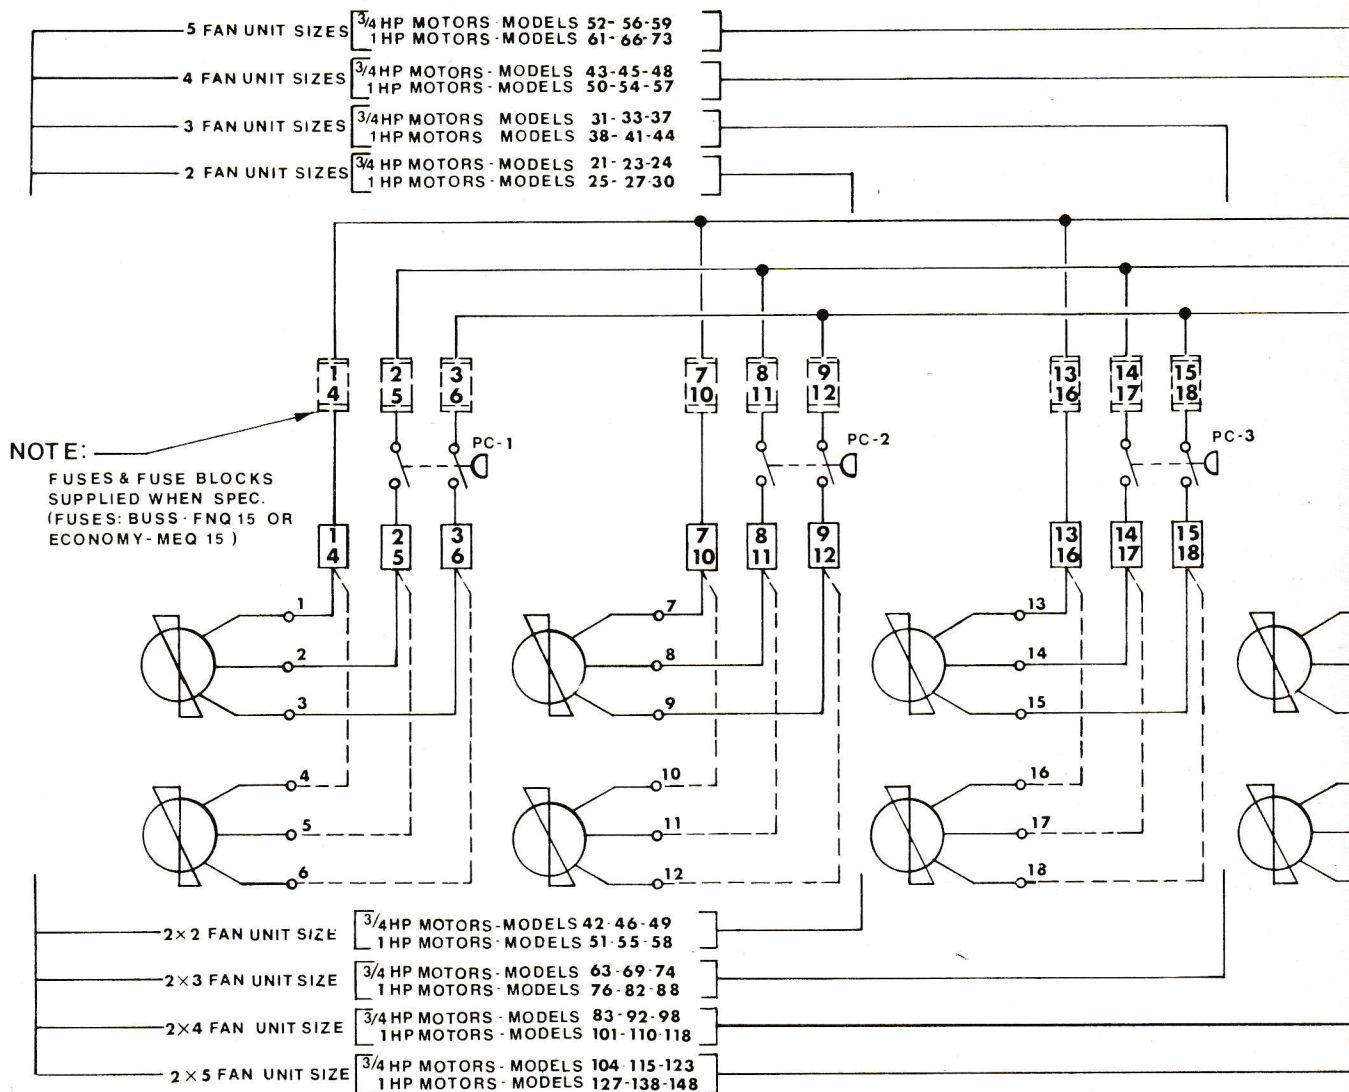 5 FAN UNIT SIZES 3/4 HP MOTORS - MODELS 52-56-59
1 HP MOTORS - MODELS 61-66-73
4 FAN UNIT SIZES 3/4 HP MOTORS - MODELS 43-45-48
1 HP MOTORS - MODELS 50-54-57
3 FAN UNIT SIZES 3/4 HP MOTORS MODELS 31-33-37
1 HP MOTORS MODELS 38-41-44
2 FAN UNIT SIZES 3/4 HP MOTORS - MODELS 21-23-24
1 HP MOTORS - MODELS 25-27-30
1 2 3 7 8 9 13 14 15
4 5 6 10 11 12 16 17 18
PC-1 PC-2 PC-3
NOTE:
FUSES & FUSE BLOCKS
SUPPLIED WHEN SPEC.
(FUSES: BUSS - FNQ 15 OR
ECONOMY - MEQ 15 )
1 2 3 7 8 9 13 14 15
4 5 6 10 11 12 16 17 18
1 7 13
2 8 14
3 9 15
4 10 16
5 11 17
6 12 18
2×2 FAN UNIT SIZE 3/4 HP MOTORS - MODELS 42-46-49
1 HP MOTORS - MODELS 51-55-58
2×3 FAN UNIT SIZE 3/4 HP MOTORS - MODELS 63-69-74
1 HP MOTORS - MODELS 76-82-88
2×4 FAN UNIT SIZE 3/4 HP MOTORS - MODELS 83-92-98
1 HP MOTORS - MODELS 101-110-118
2×5 FAN UNIT SIZE 3/4 HP MOTORS - MODELS 104-115-123
1 HP MOTORS - MODELS 127-138-148